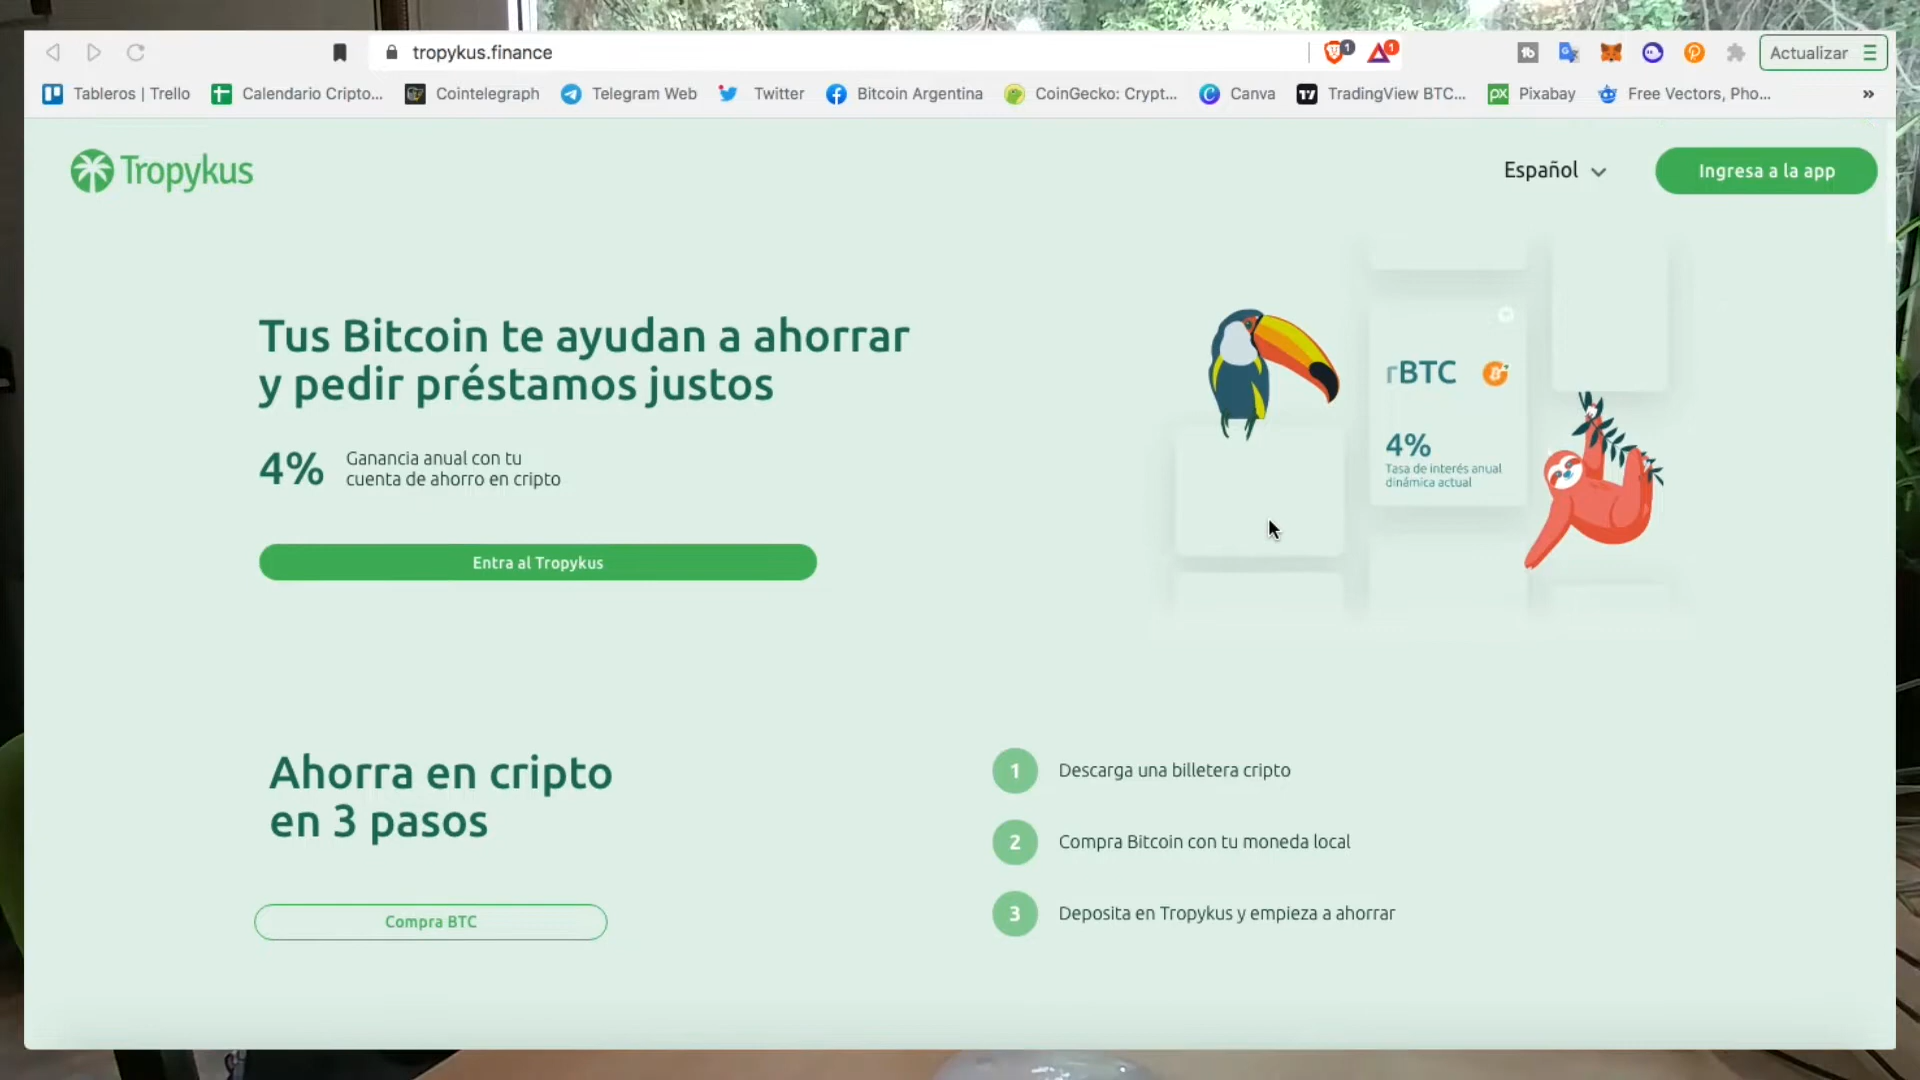 tropykus.finance
1
1
Actualizar
Tableros | Trello
Calendario Cripto...
Cointelegraph
Telegram Web
Twitter
Bitcoin Argentina
CoinGecko: Crypt...
Canva
TradingView BTC...
Pixabay
Free Vectors, Pho...
»
Tropykus
Español
Ingresa a la app
Tus Bitcoin te ayudan a ahorrar
y pedir préstamos justos
4%
Ganancia anual con tu
cuenta de ahorro en cripto
Entra al Tropykus
rBTC
4%
Tasa de interés anual
dinámica actual
Ahorra en cripto
en 3 pasos
Compra BTC
1 Descarga una billetera cripto
2 Compra Bitcoin con tu moneda local
3 Deposita en Tropykus y empieza a ahorrar